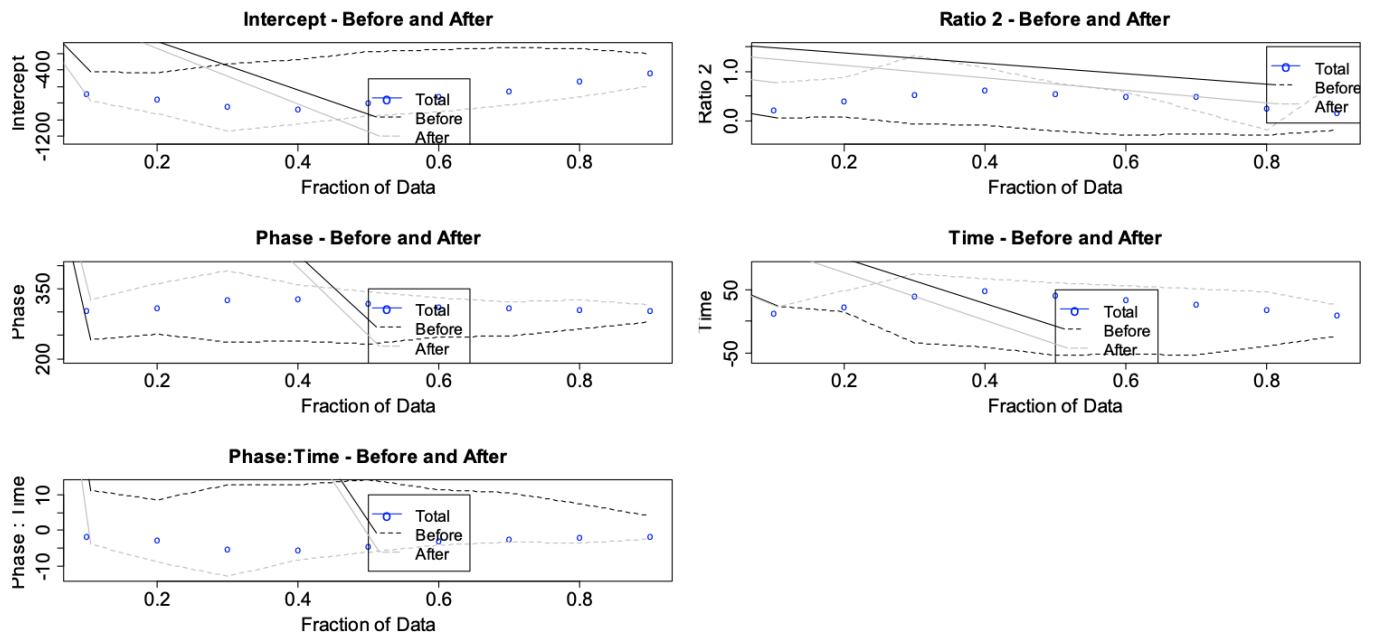 Intercept - Before and After
Intercept
-1200
-400
0.2 0.4 0.6 0.8
Fraction of Data
Total
Before
After
Ratio 2 - Before and After
Ratio 2
0.0
1.0
0.2 0.4 0.6 0.8
Fraction of Data
Total
Before
After
Phase - Before and After
Phase
200
350
0.2 0.4 0.6 0.8
Fraction of Data
Total
Before
After
Time - Before and After
Time
-50
50
0.2 0.4 0.6 0.8
Fraction of Data
Total
Before
After
Phase:Time - Before and After
Phase : Time
-10
0
10
0.2 0.4 0.6 0.8
Fraction of Data
Total
Before
After